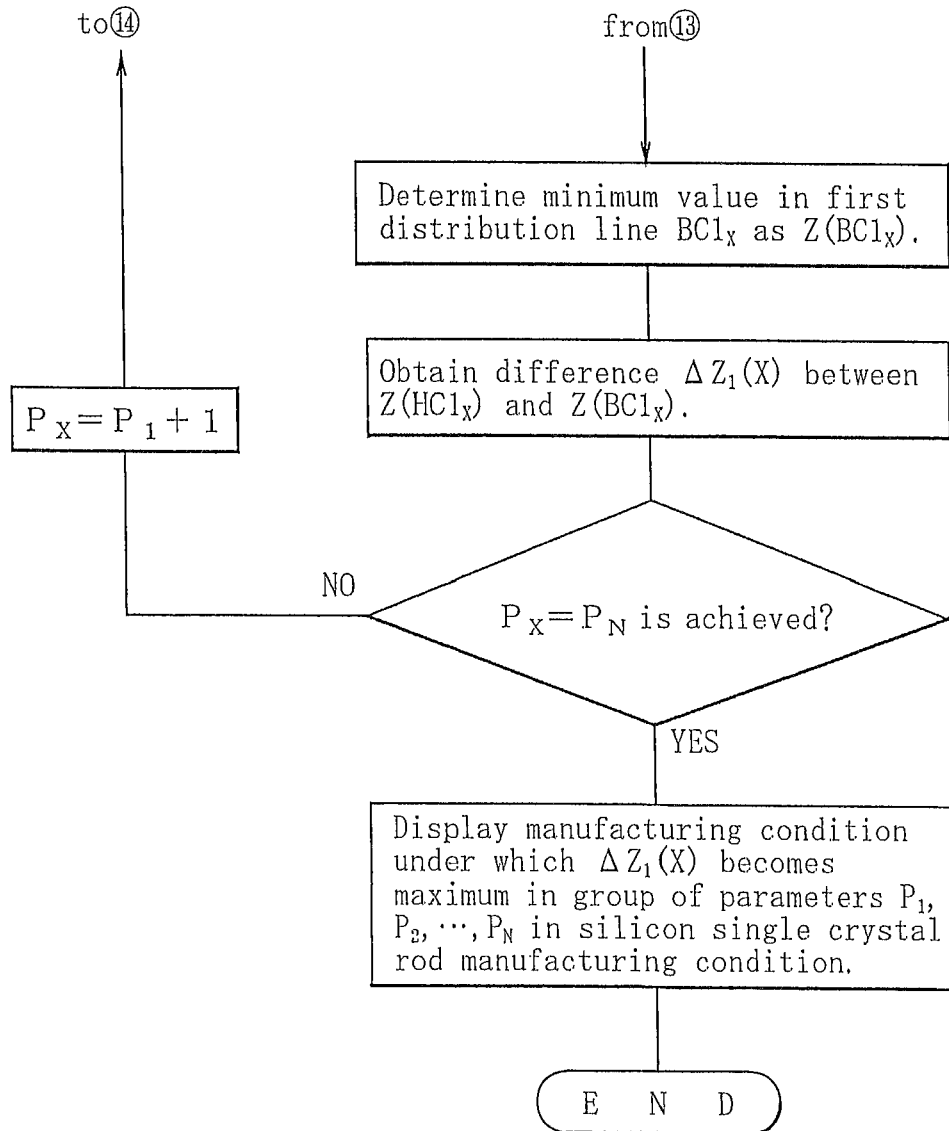 to⑭
from⑬
Determine minimum value in first
distribution line BC1ₓ as Z(BC1ₓ).
Obtain difference ΔZ₁(X) between
Z(HC1ₓ) and Z(BC1ₓ).
Pₓ=P₁+1
NO
Pₓ=P_N is achieved?
YES
Display manufacturing condition
under which ΔZ₁(X) becomes
maximum in group of parameters P₁,
P₂,⋯,P_N in silicon single crystal
rod manufacturing condition.
E N D